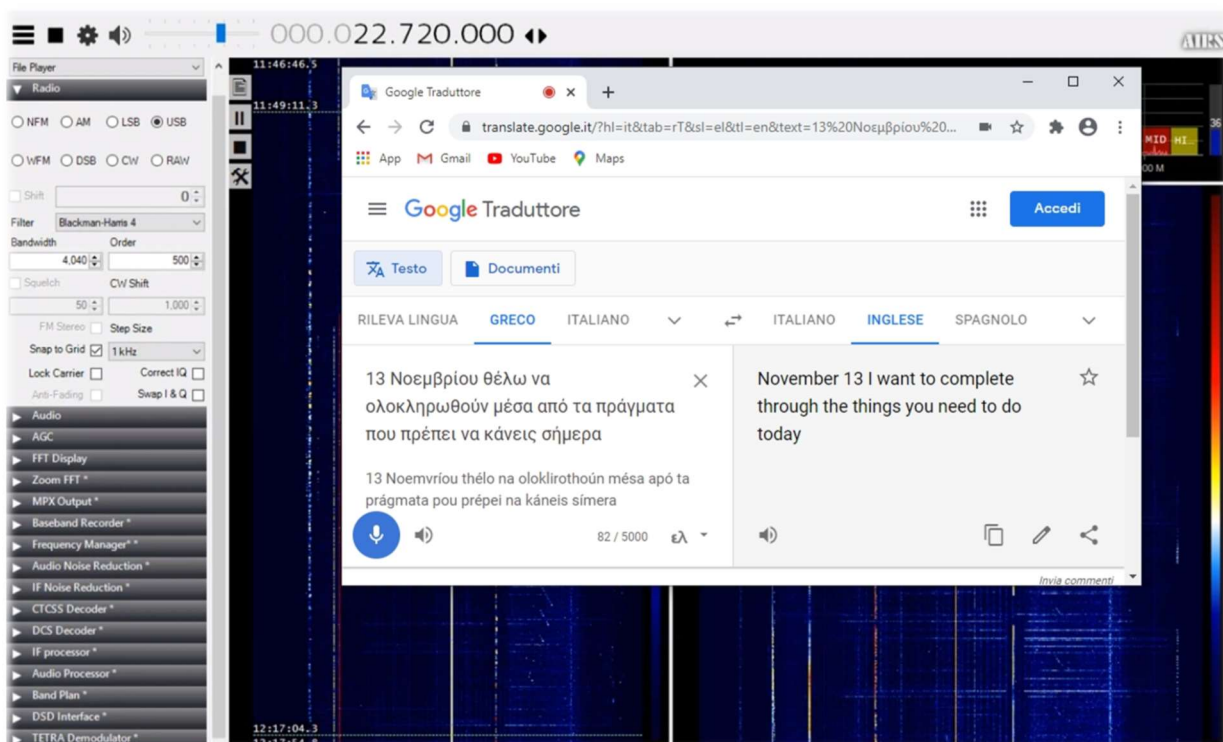 000.022.720.000
File Player
11:46:46.5
Radio
11:49:11.3
NFM AM LSB USB
WFM DSB CW RAW
Shift 0
Filter Blackman-Harris 4
Bandwidth Order
4,040 500
Squelch CW Shift
50 1,000
FM Stereo Step Size
Snap to Grid 1 kHz
Lock Carrier Correct IQ
Anti-Fading Swap I & Q
Audio
AGC
FFT Display
Zoom FFT *
MPX Output *
Baseband Recorder *
Frequency Manager* *
Audio Noise Reduction *
IF Noise Reduction *
CTCSS Decoder *
DCS Decoder *
IF processor *
Audio Processor *
Band Plan *
DSD Interface *
TETRA Demodulator *
12:17:04.3
Google Traduttore
translate.google.it/?hl=it&tab=rT&sl=el&tl=en&text=13%20Νοεμβρίου%20...
App Gmail YouTube Maps
Google Traduttore
Accedi
Testo Documenti
RILEVA LINGUA GRECO ITALIANO ITALIANO INGLESE SPAGNOLO
13 Νοεμβρίου θέλω να
ολοκληρωθούν μέσα από τα πράγματα
που πρέπει να κάνεις σήμερα
13 Noemvríou thélo na oloklirothoún mésa apó ta
prágmata pou prépei na káneis símera
82 / 5000 ελ
November 13 I want to complete
through the things you need to do
today
Invia commenti
36
MID HI...
00 M